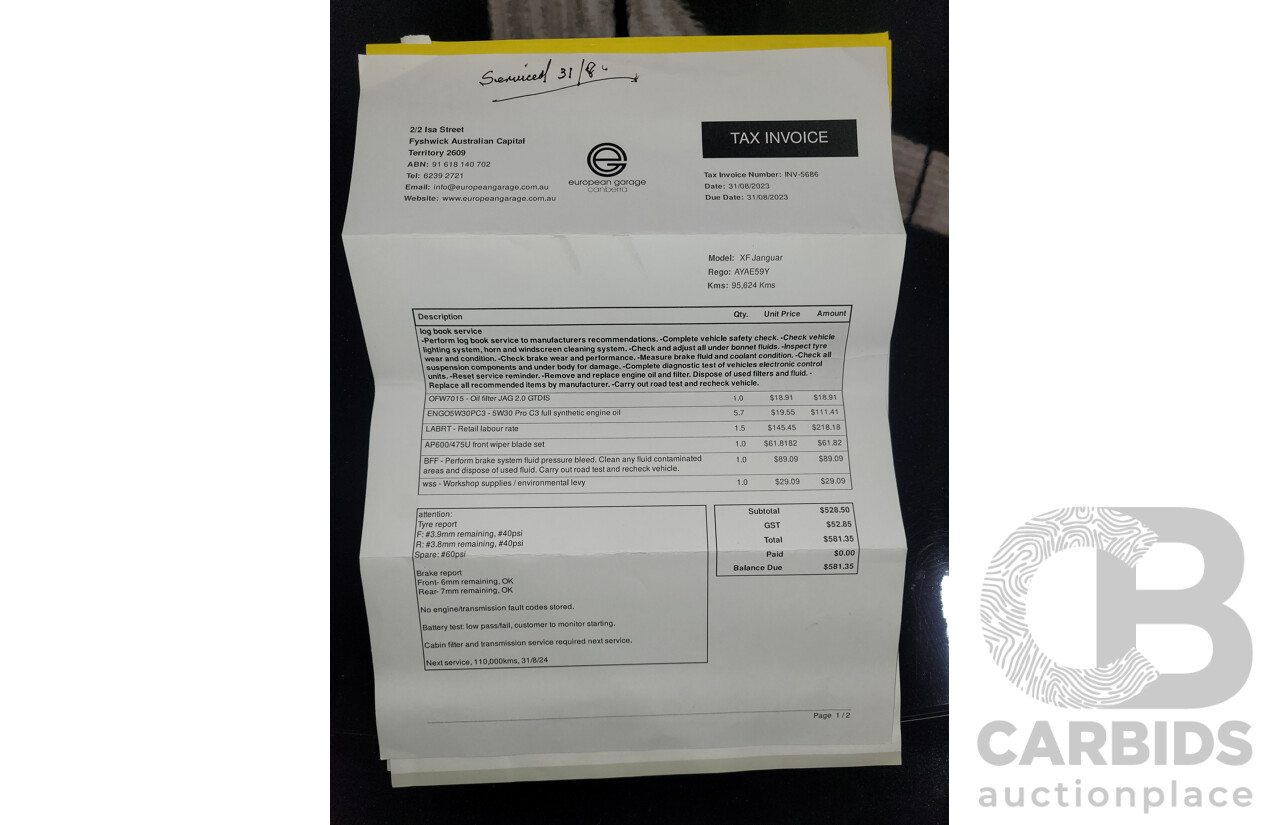 Serviced 31/8
2/2 Isa Street
Fyshwick Australian Capital
Territory 2609
ABN: 91 618 140 702
Tel: 6239 2721
Email: info@europeangarage.com.au
Website: www.europeangarage.com.au
european garage
canberra
TAX INVOICE
Tax Invoice Number: INV-5686
Date: 31/08/2023
Due Date: 31/08/2023
Model: XF Janguar
Rego: AYAE59Y
Kms: 95,624 Kms
Description Qty. Unit Price Amount
log book service
-Perform log book service to manufacturers recommendations. -Complete vehicle safety check. -Check vehicle
lighting system, horn and windscreen cleaning system. -Check and adjust all under bonnet fluids. -Inspect tyre
wear and condition. -Check brake wear and performance. -Measure brake fluid and coolant condition. -Check all
suspension components and under body for damage. -Complete diagnostic test of vehicles electronic control
units. -Reset service reminder. -Remove and replace engine oil and filter. Dispose of used filters and fluid. -
Replace all recommended items by manufacturer. -Carry out road test and recheck vehicle.
OFW7015 - Oil filter JAG 2.0 GTDIS 1.0 $18.91 $18.91
ENGO5W30PC3 - 5W30 Pro C3 full synthetic engine oil 5.7 $19.55 $111.41
LABRT - Retail labour rate 1.5 $145.45 $218.18
AP600/475U front wiper blade set 1.0 $61.8182 $61.82
BFF - Perform brake system fluid pressure bleed. Clean any fluid contaminated 1.0 $89.09 $89.09
areas and dispose of used fluid. Carry out road test and recheck vehicle.
wss - Workshop supplies / environmental levy 1.0 $29.09 $29.09
attention:
Tyre report
F: #3.9mm remaining, #40psi
R: #3.8mm remaining, #40psi
Spare: #60psi
Brake report
Front- 6mm remaining, OK
Rear- 7mm remaining, OK
No engine/transmission fault codes stored.
Battery test: low pass/fail, customer to monitor starting.
Cabin filter and transmission service required next service.
Next service, 110,000kms, 31/8/24
Subtotal $528.50
GST $52.85
Total $581.35
Paid $0.00
Balance Due $581.35
Page 1 / 2
CB
CARBIDS
auctionplace